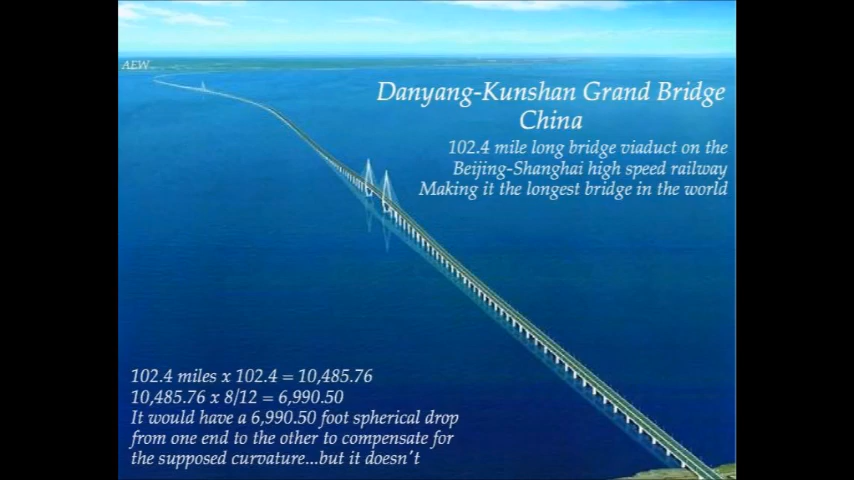 AEW
Danyang-Kunshan Grand Bridge
China
102.4 mile long bridge viaduct on the
Beijing-Shanghai high speed railway
Making it the longest bridge in the world
102.4 miles x 102.4 = 10,485.76
10,485.76 x 8/12 = 6,990.50
It would have a 6,990.50 foot spherical drop
from one end to the other to compensate for
the supposed curvature...but it doesn't